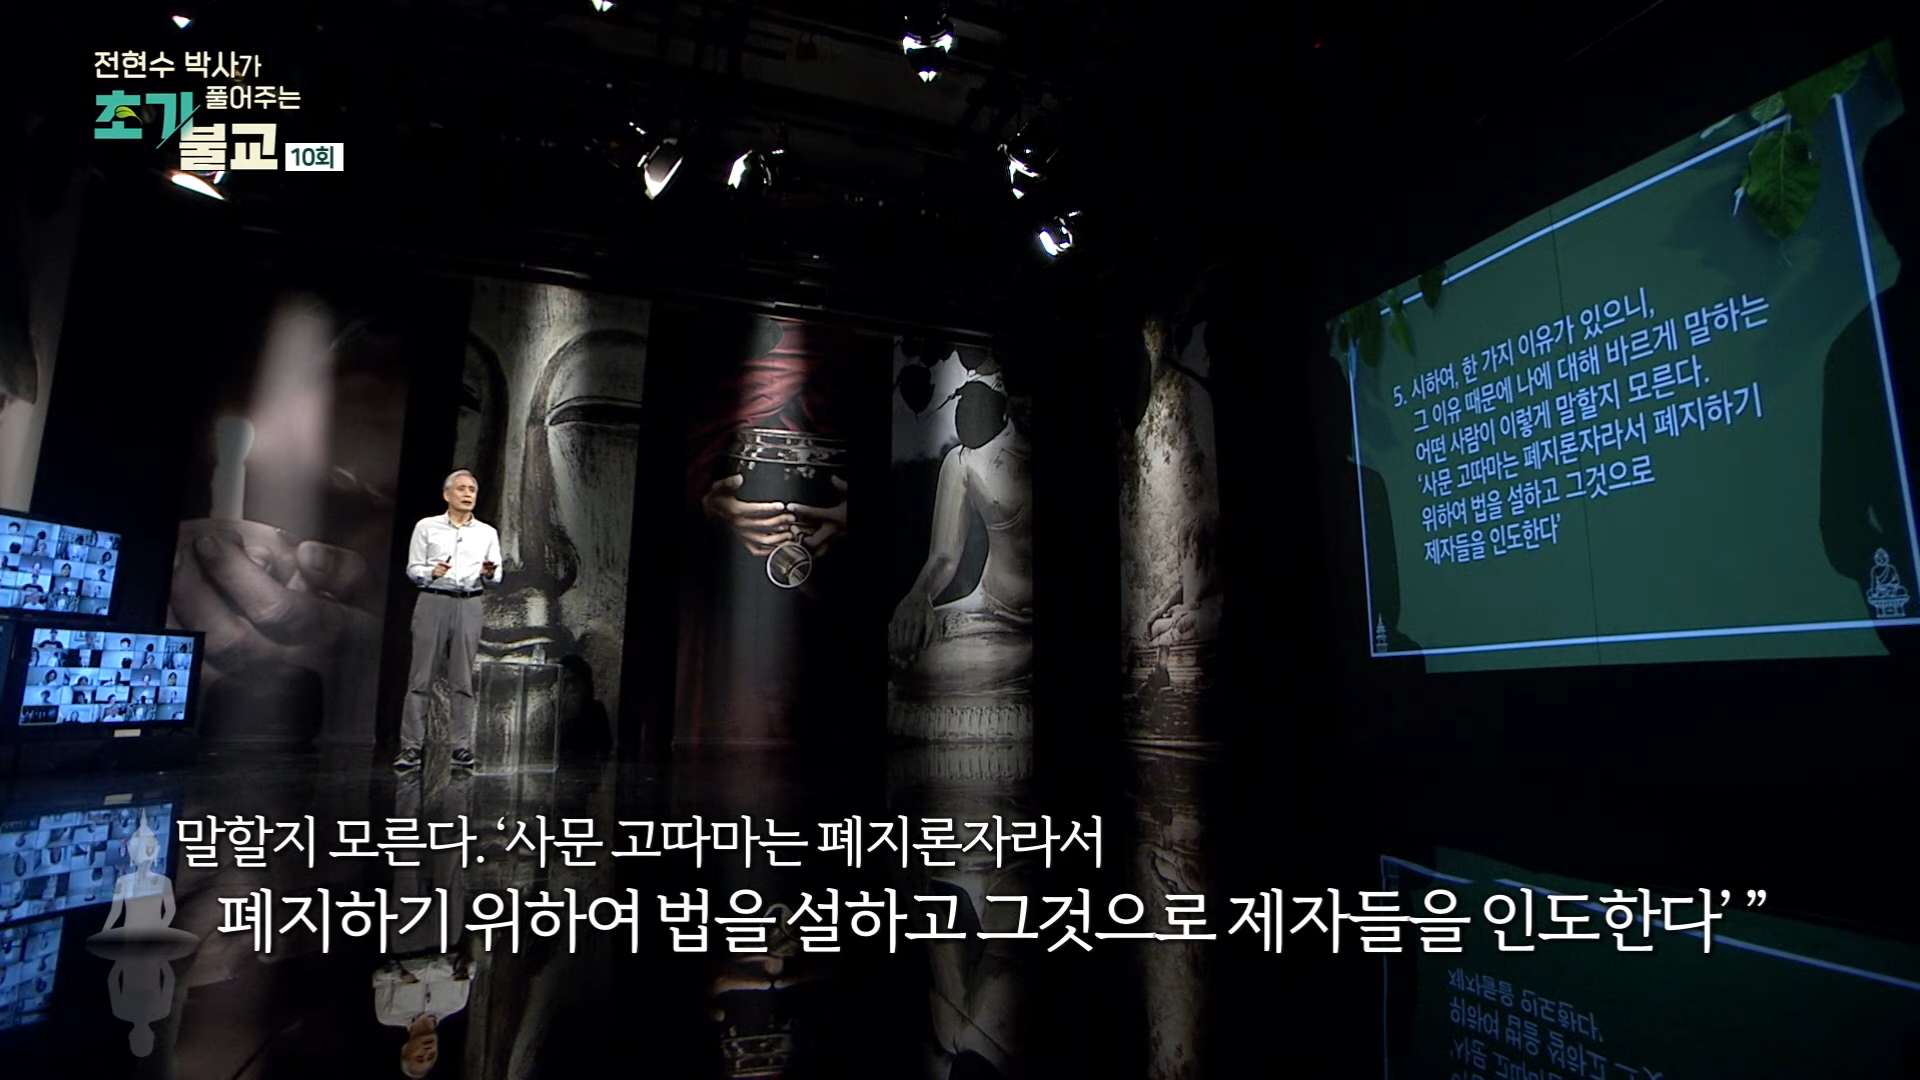 전현수 박사가
풀어주는
초기
불교 10회
5. 시하여, 한 가지 이유가 있으니,
그 이유 때문에 나에 대해 바르게 말하는
어떤 사람이 이렇게 말할지 모른다.
‘사문 고따마는 폐지론자라서 폐지하기
위하여 법을 설하고 그것으로
제자들을 인도한다’
말할지 모른다. ‘사문 고따마는 폐지론자라서
폐지하기 위하여 법을 설하고 그것으로 제자들을 인도한다’ ”